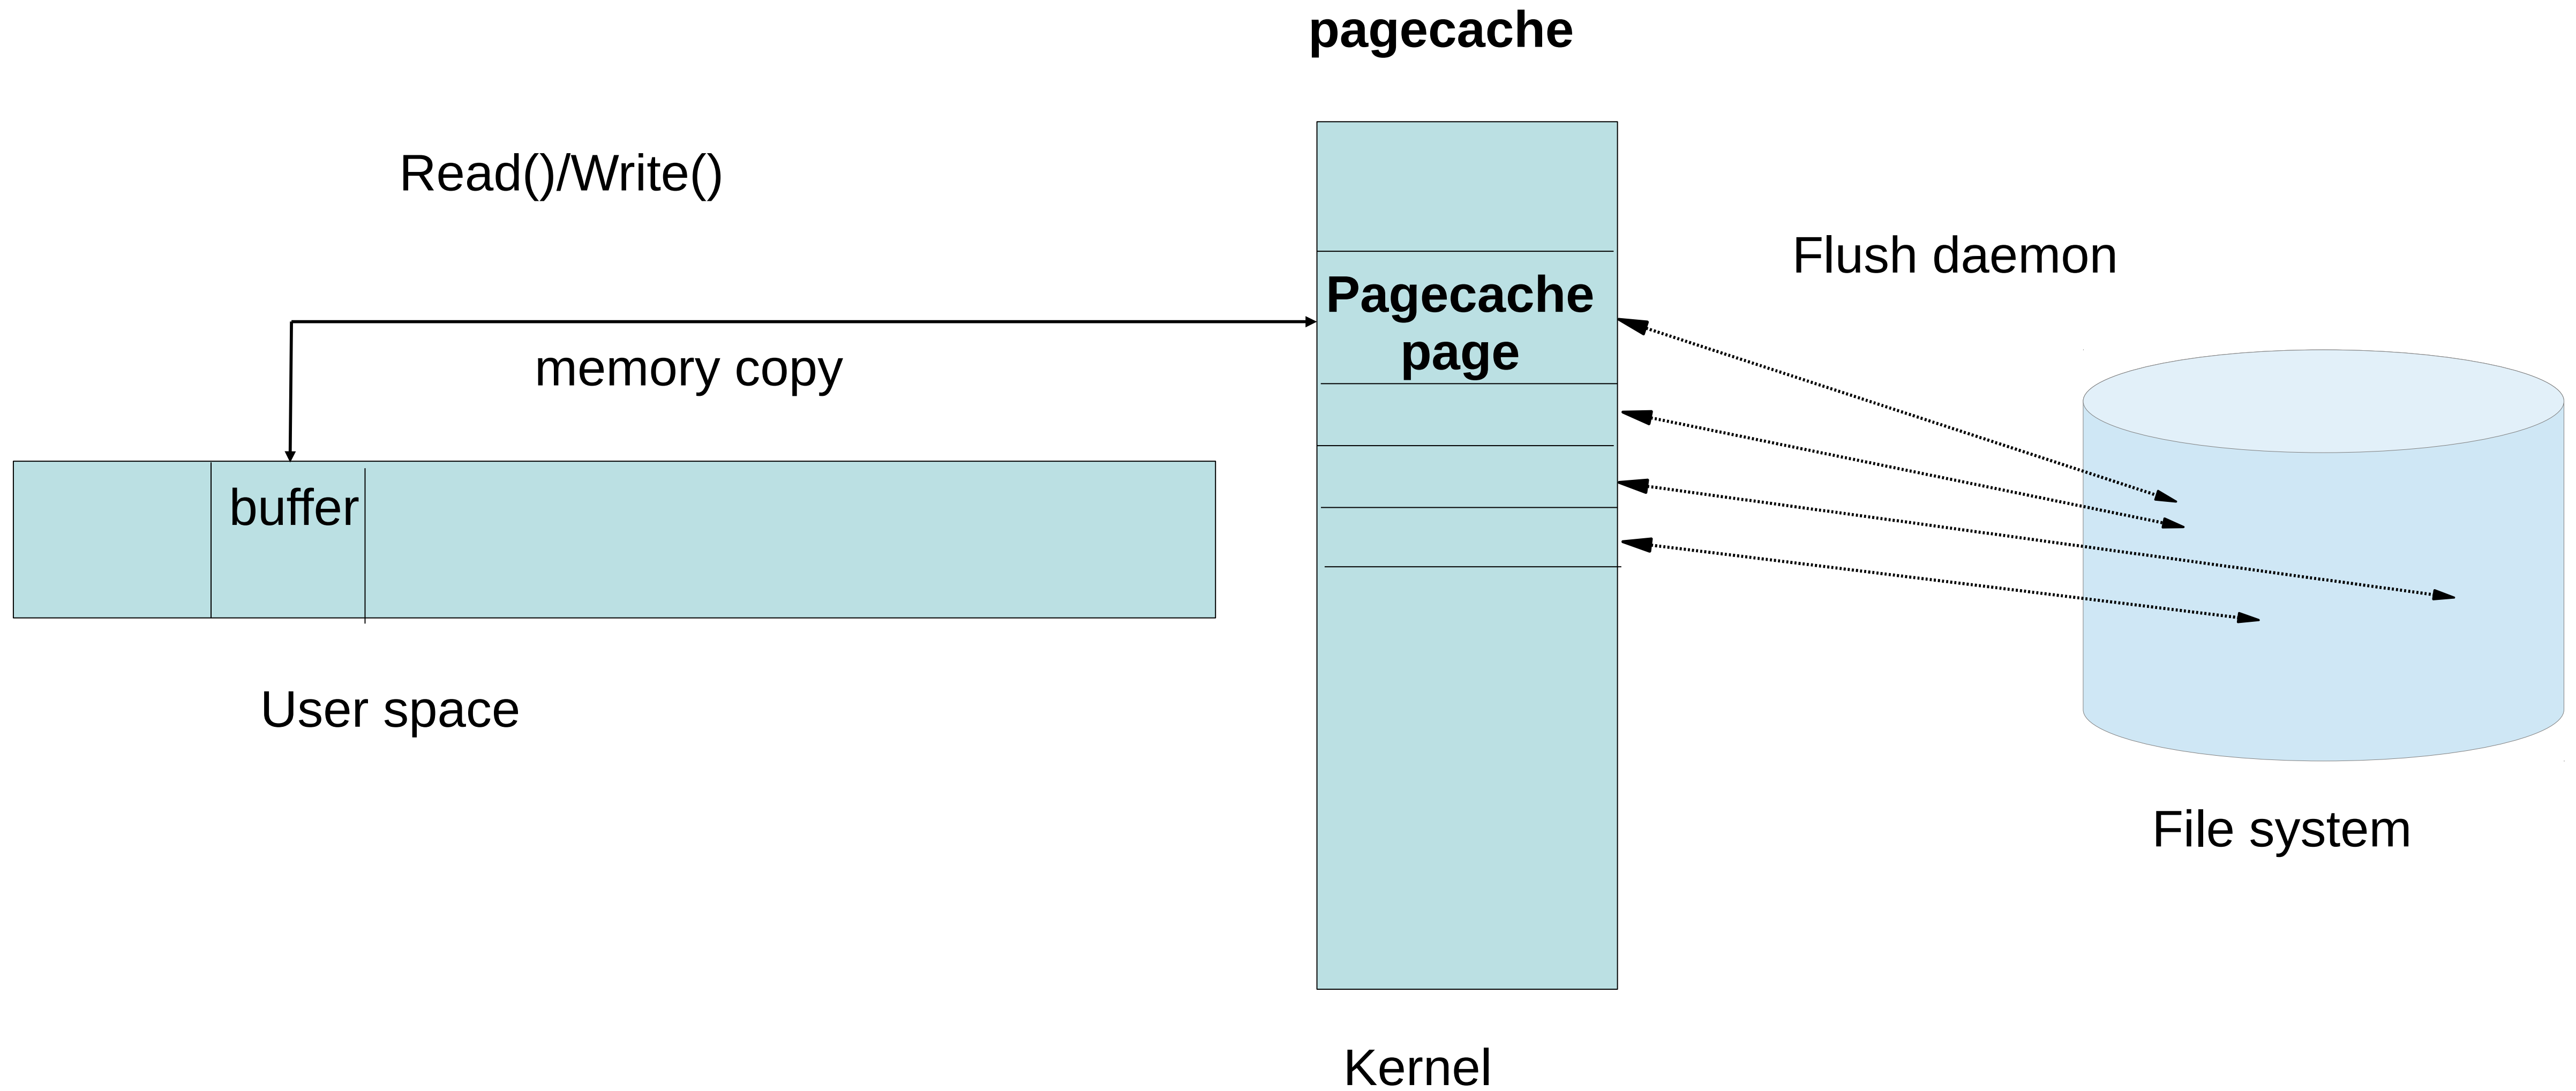 pagecache
Read()/Write()
Flush daemon
Pagecache
page
memory copy
buffer
User space
File system
Kernel